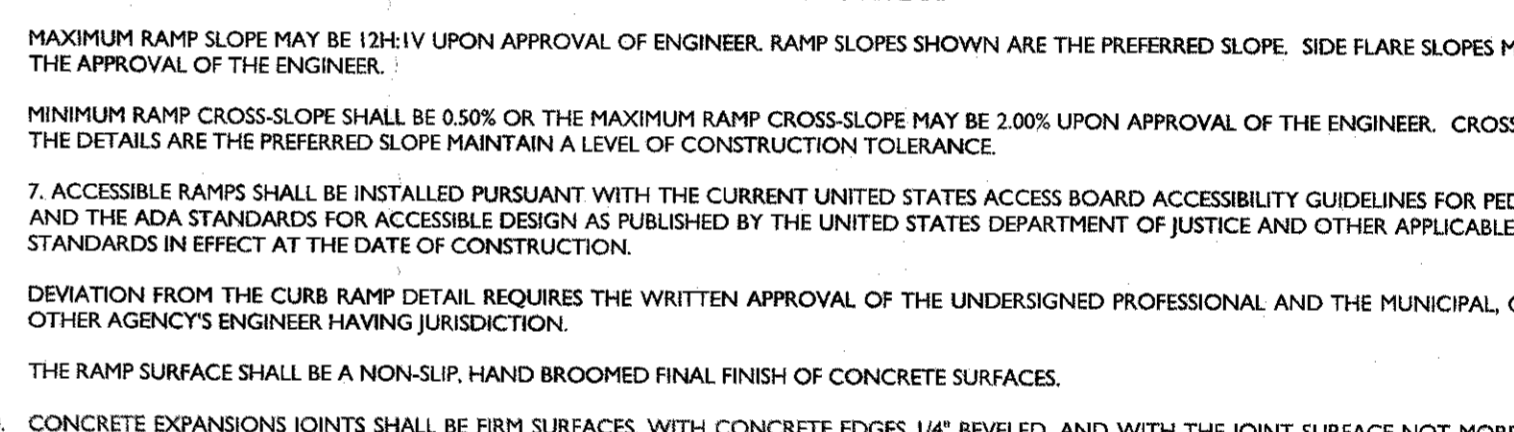 MAXIMUM RAMP SLOPE MAY BE 12H:1V UPON APPROVAL OF ENGINEER. RAMP SLOPES SHOWN ARE THE PREFERRED SLOPE. SIDE FLARE SLOPES
THE APPROVAL OF THE ENGINEER.
MINIMUM RAMP CROSS-SLOPE SHALL BE 0.50% OR THE MAXIMUM RAMP CROSS-SLOPE MAY BE 2.00% UPON APPROVAL OF THE ENGINEER. CROSS
THE DETAILS ARE THE PREFERRED SLOPE MAINTAIN A LEVEL OF CONSTRUCTION TOLERANCE.
7. ACCESSIBLE RAMPS SHALL BE INSTALLED PURSUANT WITH THE CURRENT UNITED STATES ACCESS BOARD ACCESSIBILITY GUIDELINES FOR PED
AND THE ADA STANDARDS FOR ACCESSIBLE DESIGN AS PUBLISHED BY THE UNITED STATES DEPARTMENT OF JUSTICE AND OTHER APPLICABLE
STANDARDS IN EFFECT AT THE DATE OF CONSTRUCTION.
DEVIATION FROM THE CURB RAMP DETAIL REQUIRES THE WRITTEN APPROVAL OF THE UNDERSIGNED PROFESSIONAL AND THE MUNICIPAL,
OTHER AGENCY'S ENGINEER HAVING JURISDICTION.
THE RAMP SURFACE SHALL BE A NON-SLIP, HAND BROOMED FINAL FINISH OF CONCRETE SURFACES.
CONCRETE EXPANSIONS JOINTS SHALL BE FIRM SURFACES, WITH CONCRETE EDGES 1/4" BEVELED, AND WITH THE JOINT SURFACE NOT MORE